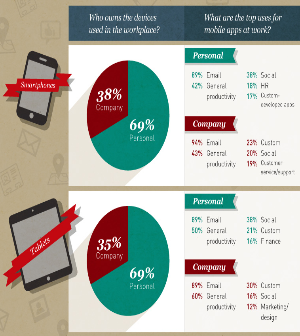 Who owns the devices
used in the workplace?
What are the top uses for
mobile apps at work?
Smartphones
38%
Company
69%
Personal
Personal
89% Email
42% General
productivity
38% Social
18% HR
17% Custom-
developed apps
Company
94% Email
43% General
productivity
23% Custom
20% Social
19% Customer
service/support
Tablets
35%
Company
69%
Personal
Personal
89% Email
50% General
productivity
38% Social
21% Custom
16% Finance
Company
89% Email
60% General
productivity
30% Custom
16% Social
12% Marketing/
design